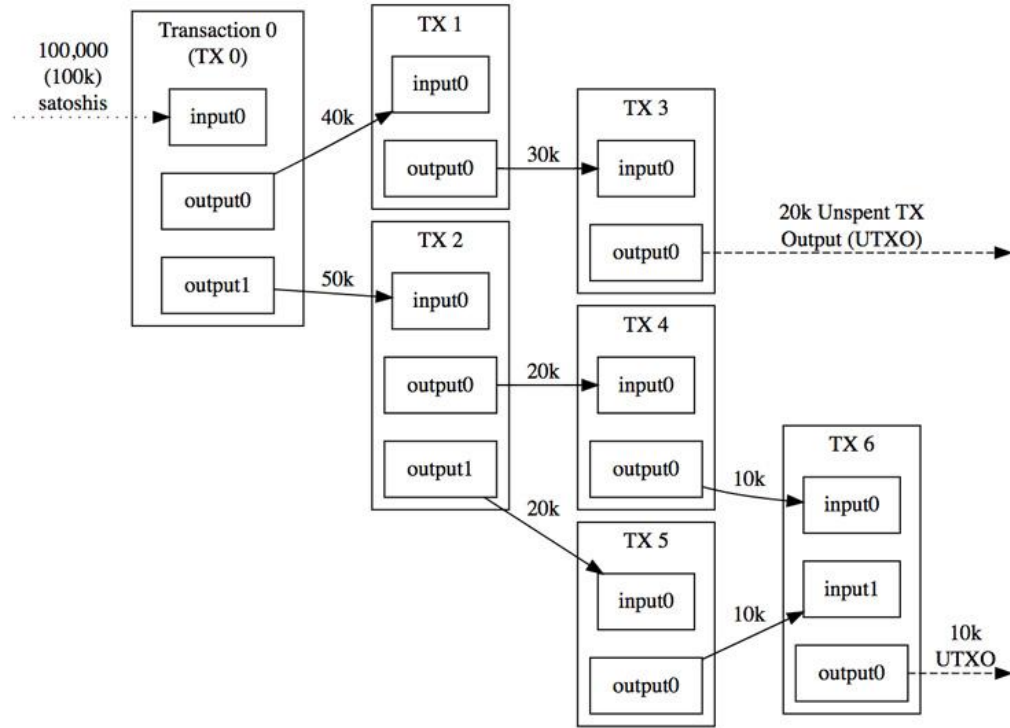 100,000
(100k)
satoshis
Transaction 0
(TX 0)
input0
output0
output1
40k
50k
TX 1
input0
output0
30k
TX 2
input0
output0
output1
20k
20k
TX 3
input0
output0
20k Unspent TX
Output (UTXO)
TX 4
input0
output0
10k
TX 5
input0
output0
10k
TX 6
input0
input1
output0
10k
UTXO